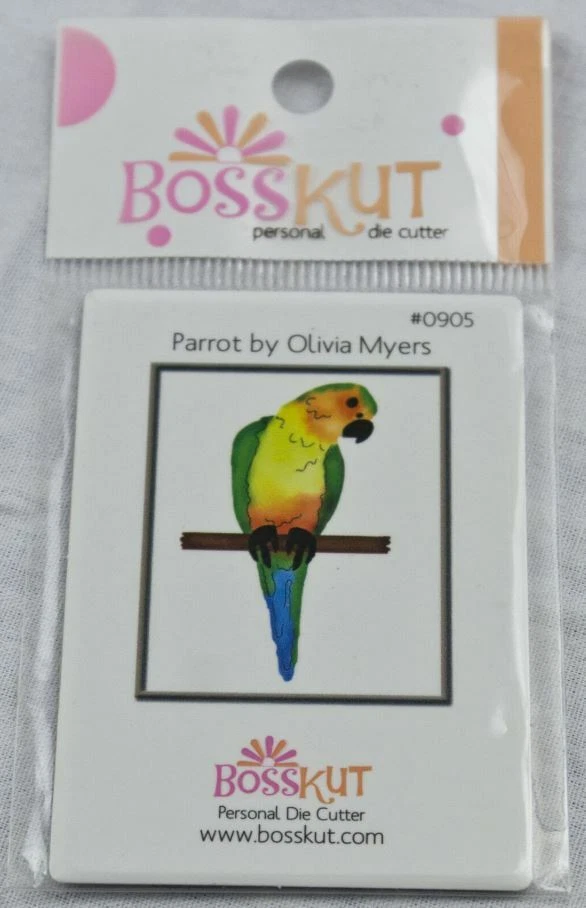 BOSSKUT
personal die cutter
#0905
Parrot by Olivia Myers
BOSSKUT
Personal Die Cutter
www.bosskut.com